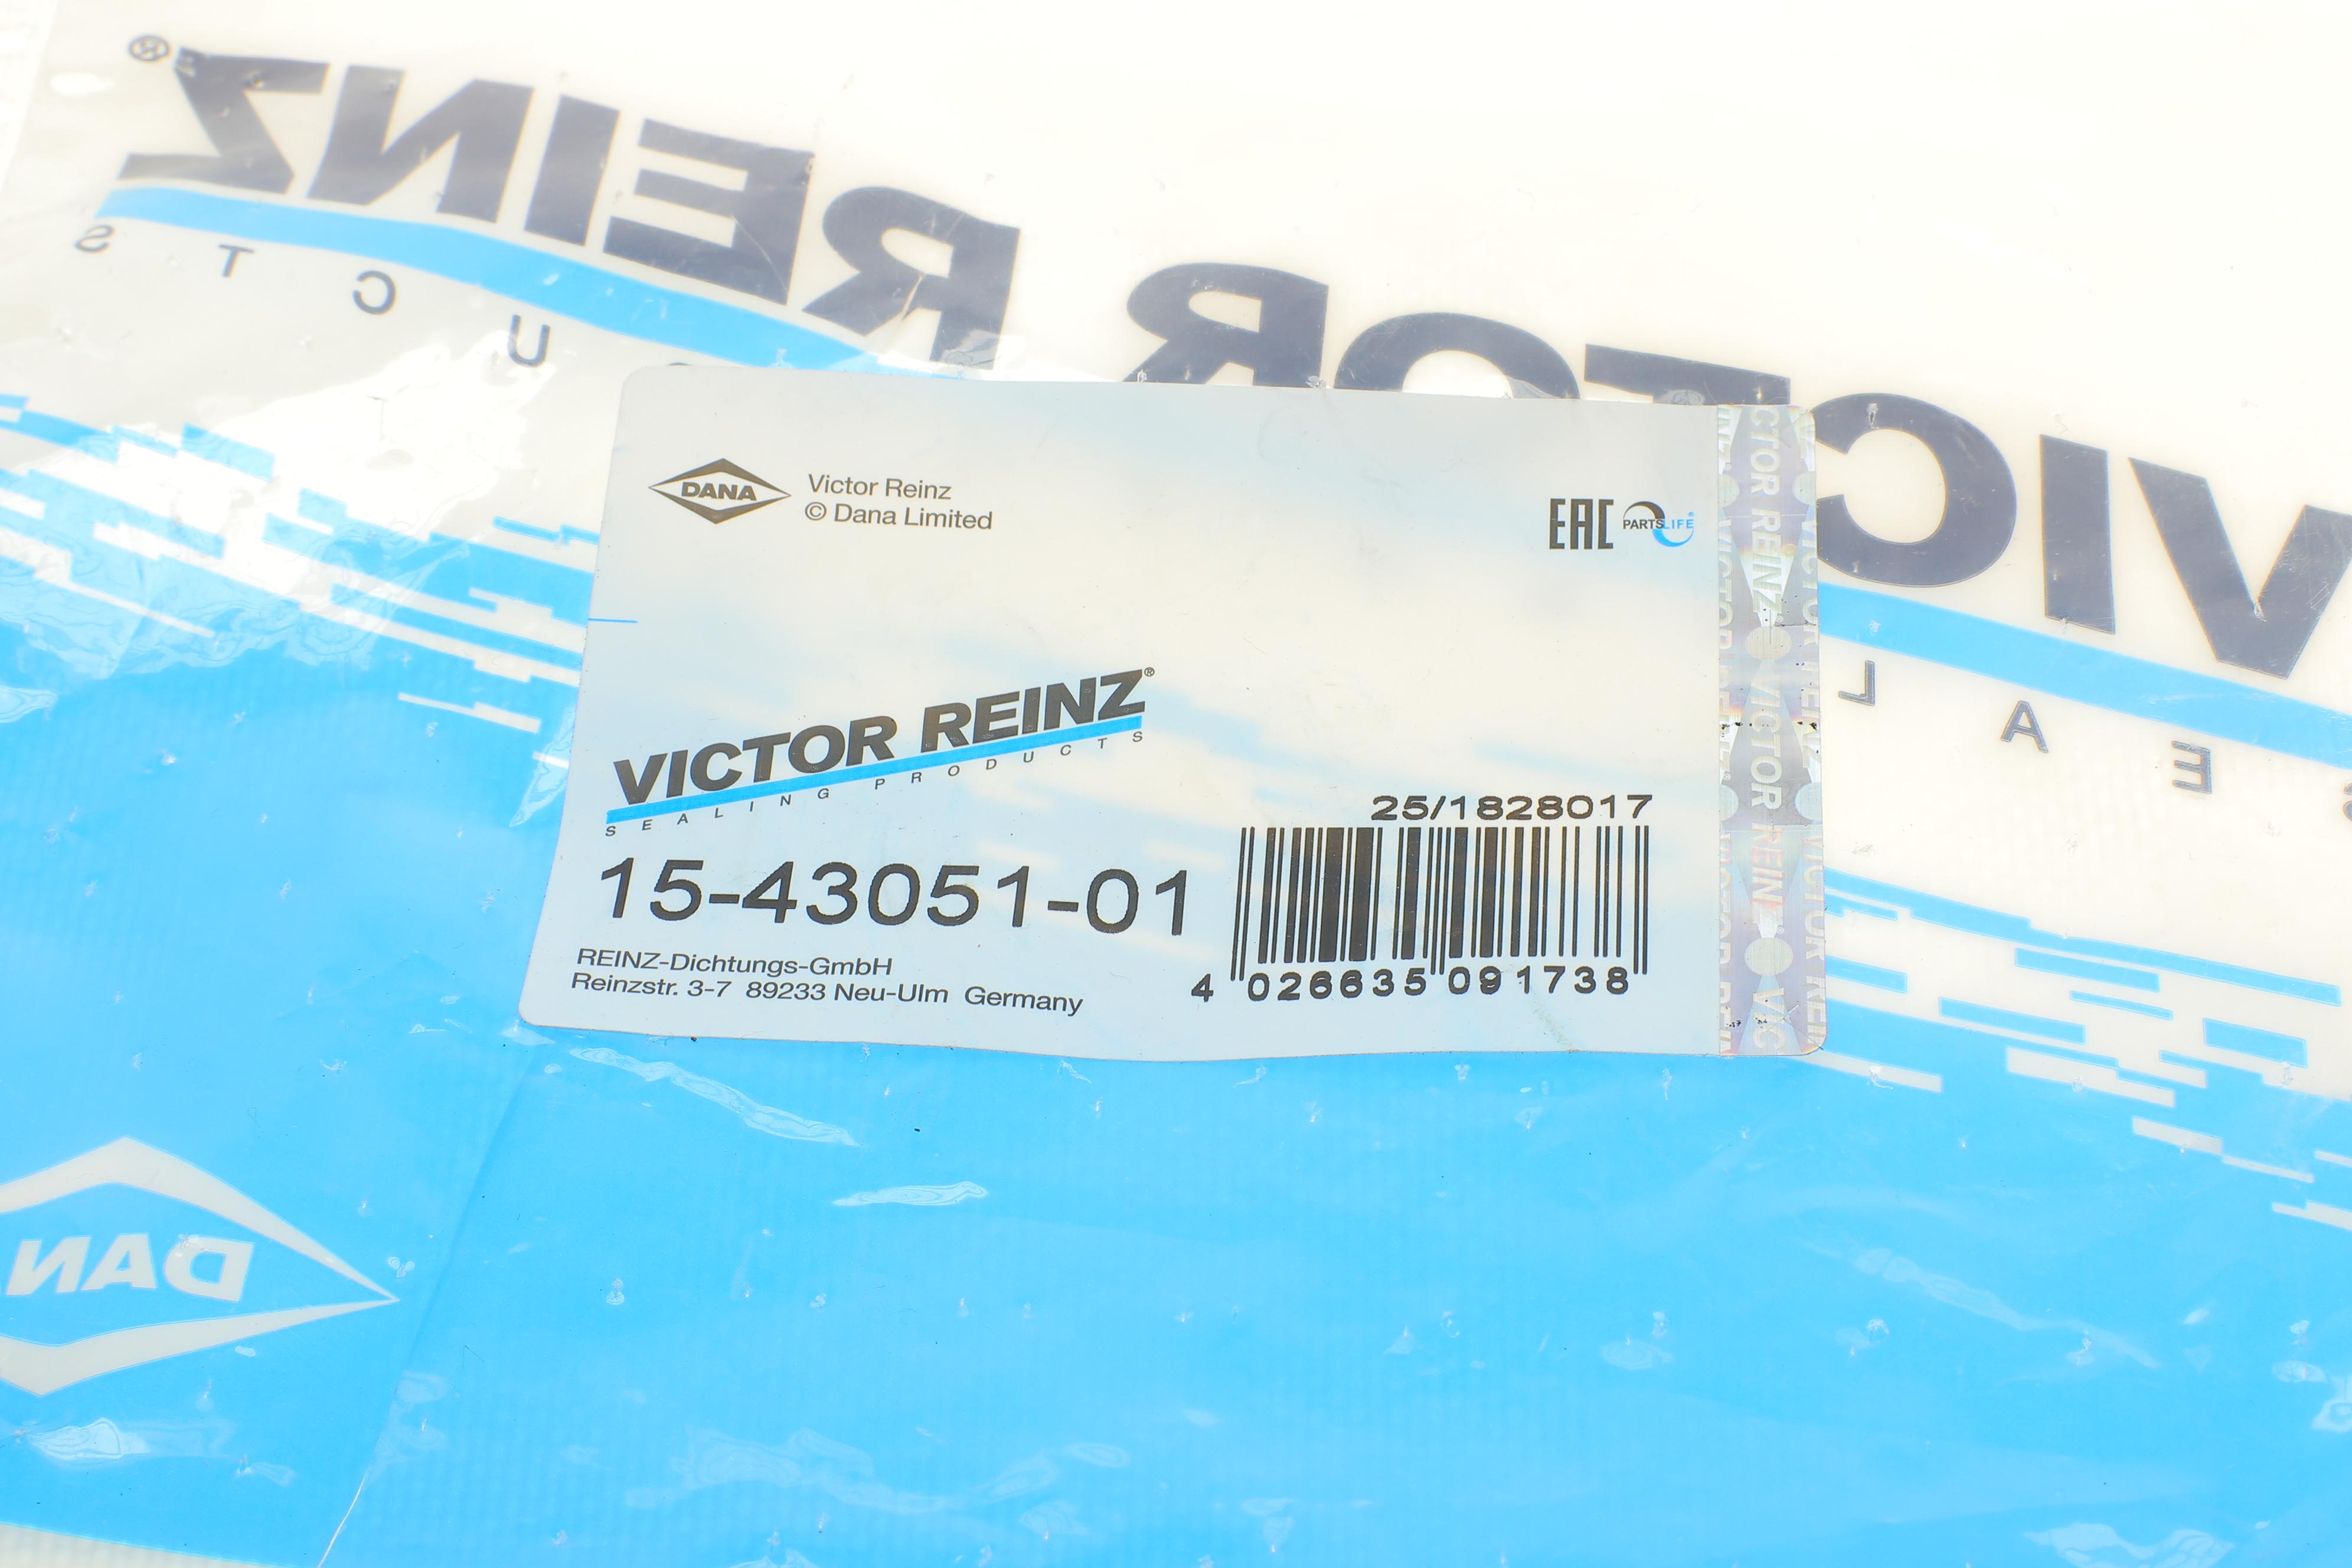 VICTOR REINZ®
S E A L
U C T S
DANA
Victor Reinz
© Dana Limited
EAC
PARTSLIFE®
VICTOR REINZ®
SEALING PRODUCTS
25/1828017
15-43051-01
4 026635 091738
REINZ-Dichtungs-GmbH
Reinzstr. 3-7 89233 Neu-Ulm Germany
VICTOR REINZ
DAN